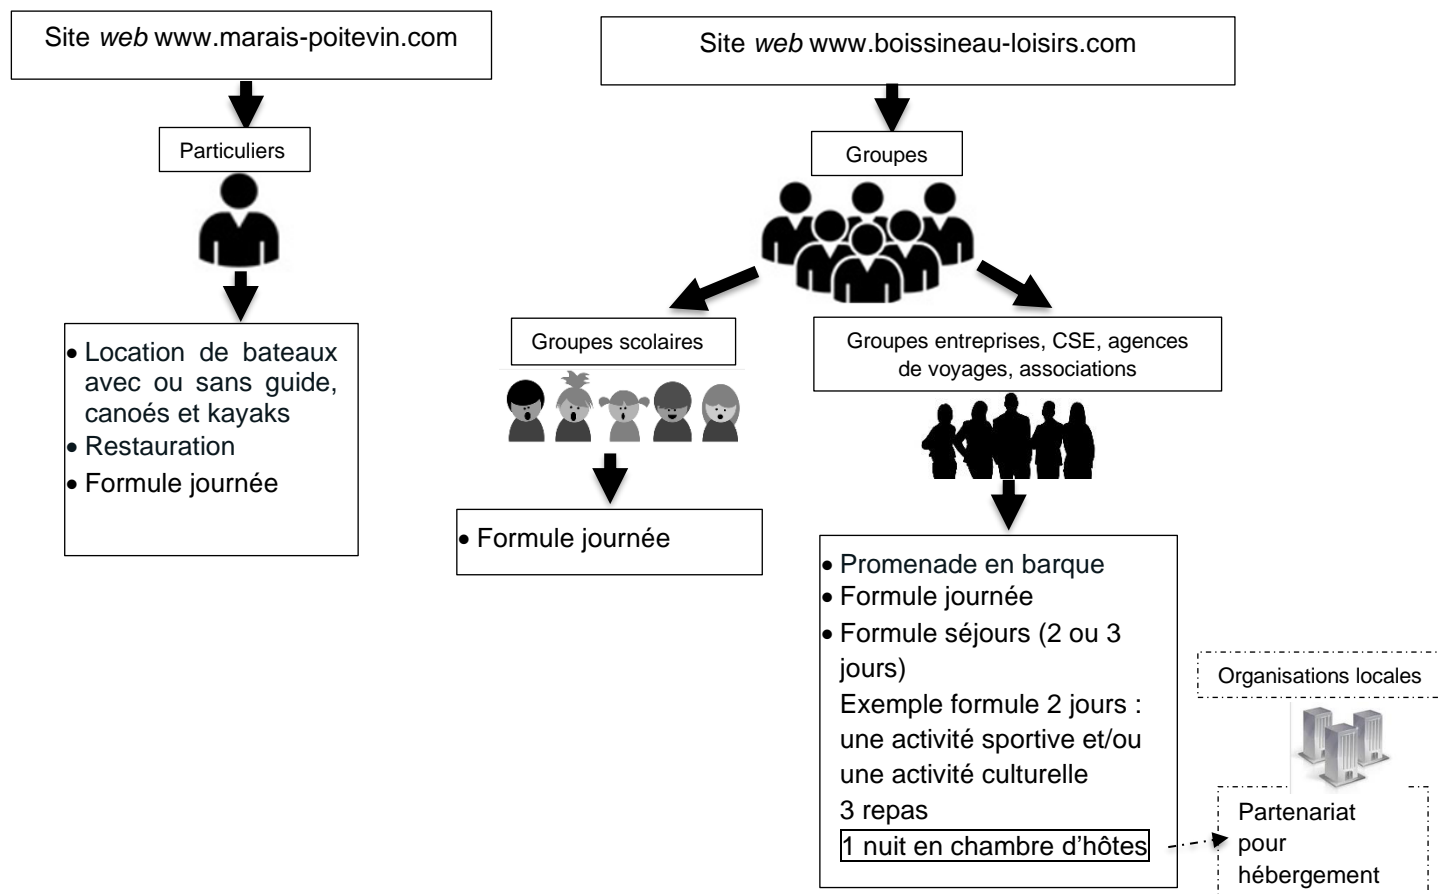 Site web www.marais-poitevin.com
Particuliers
• Location de bateaux
avec ou sans guide,
canoés et kayaks
• Restauration
• Formule journée
Site web www.boissineau-loisirs.com
Groupes
Groupes scolaires
• Formule journée
Groupes entreprises, CSE, agences
de voyages, associations
• Promenade en barque
• Formule journée
• Formule séjours (2 ou 3
jours)
Exemple formule 2 jours :
une activité sportive et/ou
une activité culturelle
3 repas
1 nuit en chambre d’hôtes
Organisations locales
Partenariat
pour
hébergement